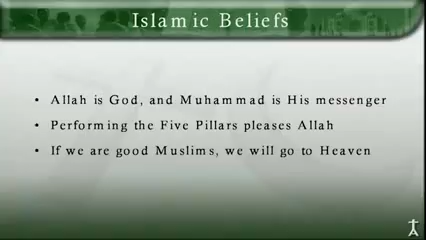 Islamic Beliefs
• Allah is God, and Muhammad is His messenger
• Performing the Five Pillars pleases Allah
• If we are good Muslims, we will go to Heaven